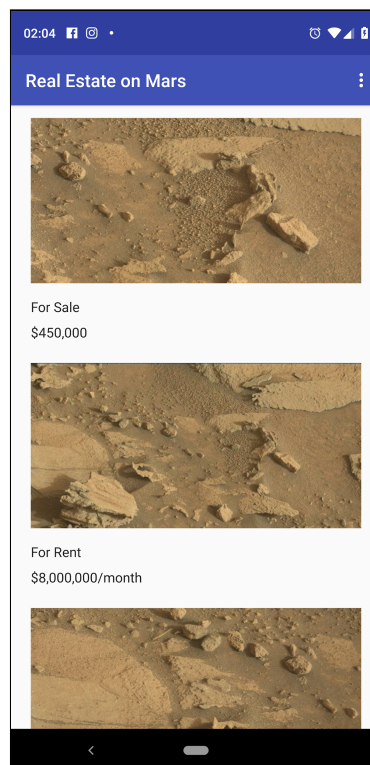 02:04
Real Estate on Mars
For Sale
$450,000
For Rent
$8,000,000/month